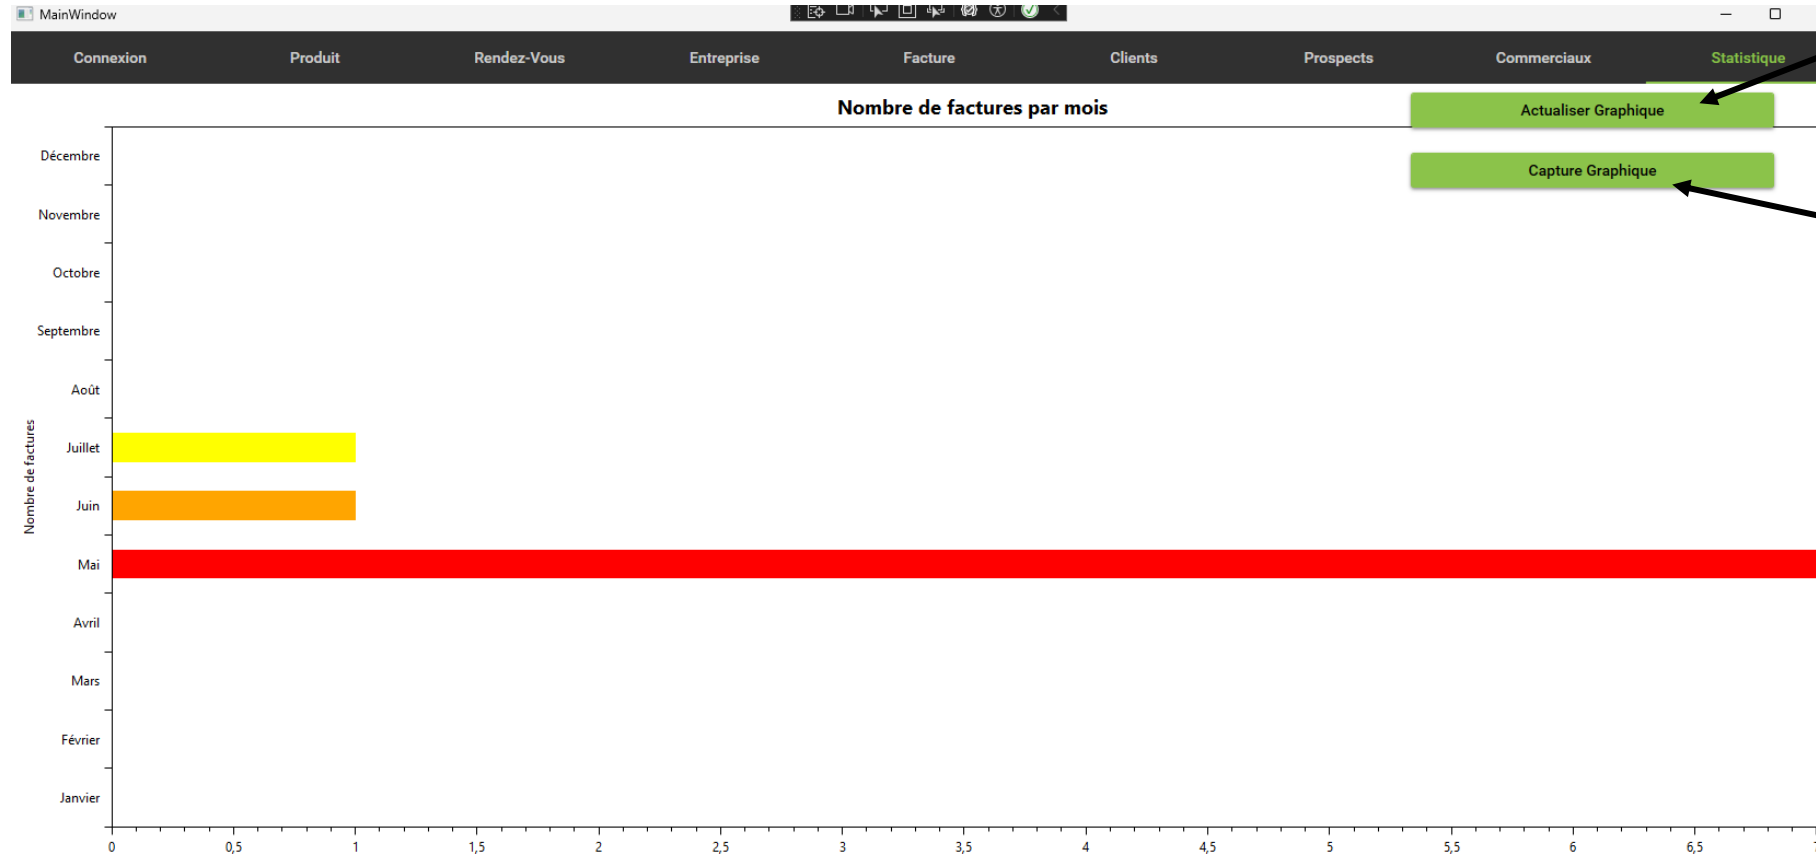 MainWindow
Connexion Produit Rendez-Vous Entreprise Facture Clients Prospects Commerciaux Statistique
Nombre de factures par mois
Actualiser Graphique
Capture Graphique
Décembre
Novembre
Octobre
Septembre
Août
Juillet
Juin
Mai
Avril
Mars
Février
Janvier
Nombre de factures
0 0,5 1 1,5 2 2,5 3 3,5 4 4,5 5 5,5 6 6,5